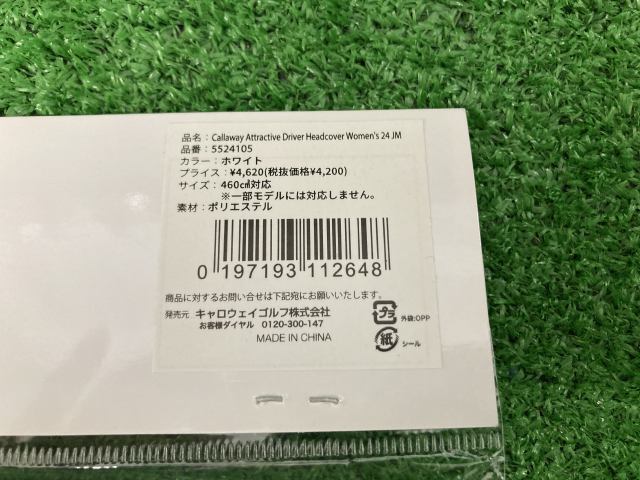 品名：Callaway Attractive Driver Headcover Women's 24 JM
品番：5524105
カラー：ホワイト
プライス：¥4,620(税抜価格¥4,200)
サイズ：460㎤対応
※一部モデルには対応しません。
素材：ポリエステル
0 197193 112648
商品に対するお問い合せは下記宛にお願いいたします。
発売元 キャロウェイゴルフ株式会社
お客様ダイヤル 0120-300-147
MADE IN CHINA
プラ 外袋:OPP
紙 シール